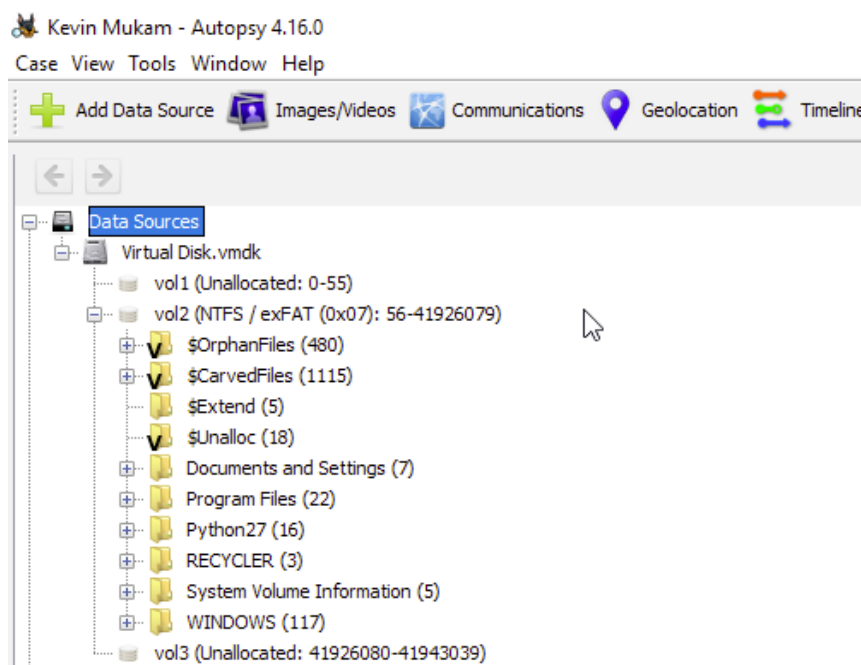 Kevin Mukam - Autopsy 4.16.0
Case View Tools Window Help
Add Data Source Images/Videos Communications Geolocation Timeline
Data Sources
Virtual Disk.vmdk
vol1 (Unallocated: 0-55)
vol2 (NTFS / exFAT (0x07): 56-41926079)
$OrphanFiles (480)
$CarvedFiles (1115)
$Extend (5)
$Unalloc (18)
Documents and Settings (7)
Program Files (22)
Python27 (16)
RECYCLER (3)
System Volume Information (5)
WINDOWS (117)
vol3 (Unallocated: 41926080-41943039)